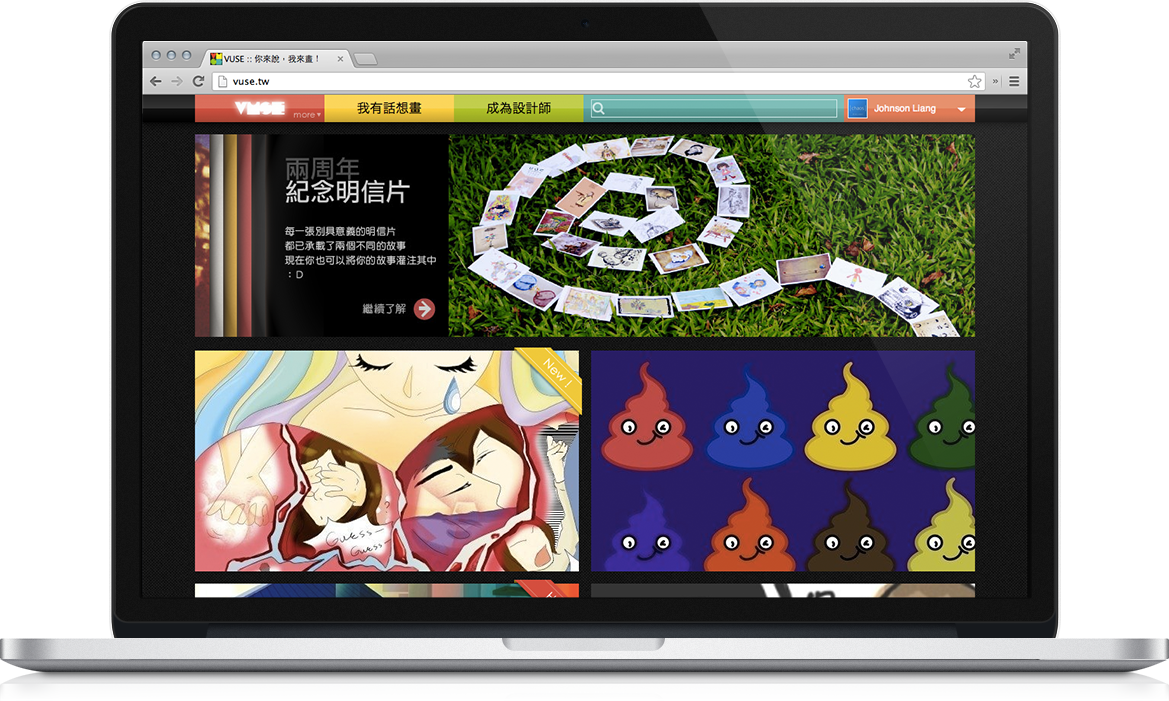 VUSE :: 你來說，我來畫！
vuse.tw
VUSE
more ▾
我有話想畫
成為設計師
Johnson Liang
兩周年
紀念明信片
每一張別具意義的明信片
都已承載了兩個不同的故事
現在你也可以將你的故事灌注其中
：D
繼續了解
New !
Guess—
Guess—